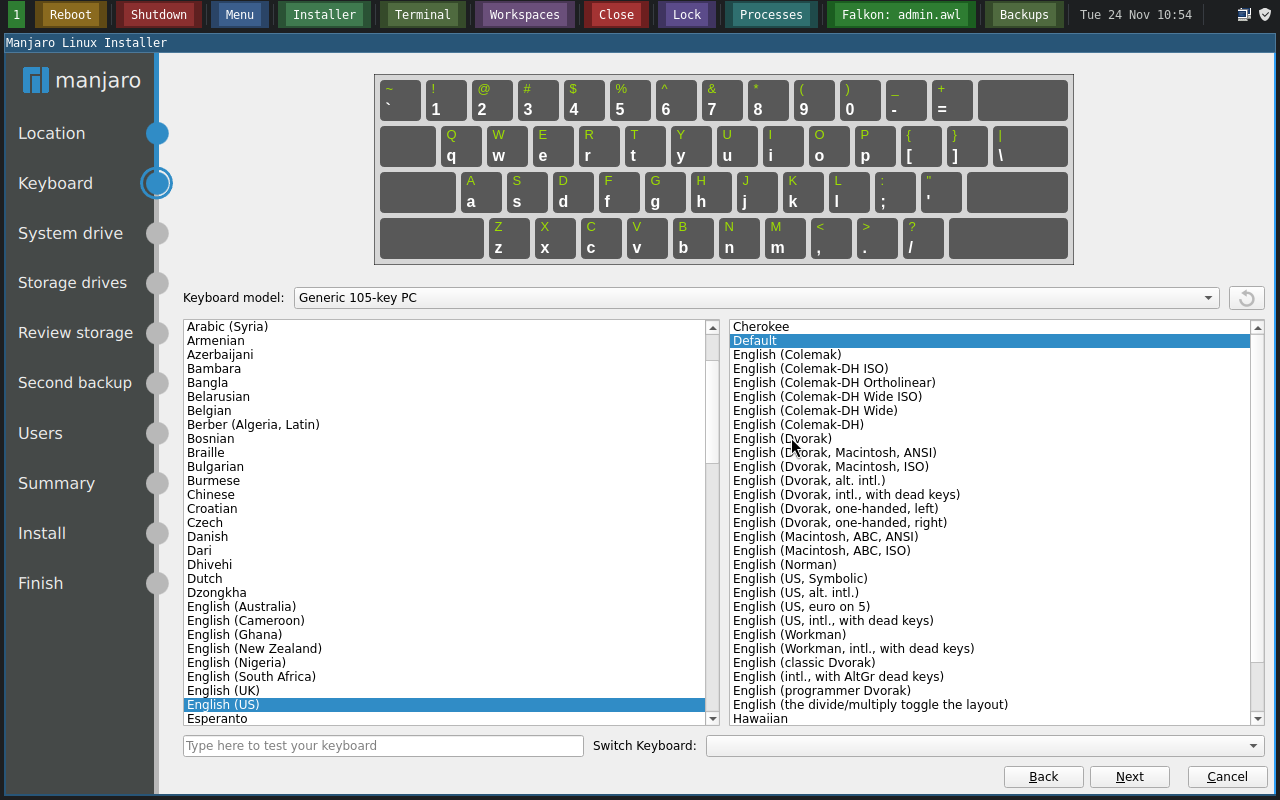 1 Reboot Shutdown Menu Installer Terminal Workspaces Close Lock Processes Falkon: admin.awl Backups Tue 24 Nov 10:54
Manjaro Linux Installer
manjaro
Location
Keyboard
System drive
Storage drives
Review storage
Second backup
Users
Summary
Install
Finish
~ ! @ # $ % ^ & * ( ) _ +
` 1 2 3 4 5 6 7 8 9 0 - =
Q W E R T Y U I O P { } |
q w e r t y u i o p [ ] \
A S D F G H J K L : "
a s d f g h j k l ; '
Z X C V B N M < > ?
z x c v b n m , . /
Keyboard model: Generic 105-key PC
Arabic (Syria)
Armenian
Azerbaijani
Bambara
Bangla
Belarusian
Belgian
Berber (Algeria, Latin)
Bosnian
Braille
Bulgarian
Burmese
Chinese
Croatian
Czech
Danish
Dari
Dhivehi
Dutch
Dzongkha
English (Australia)
English (Cameroon)
English (Ghana)
English (New Zealand)
English (Nigeria)
English (South Africa)
English (UK)
English (US)
Esperanto
Cherokee
Default
English (Colemak)
English (Colemak-DH ISO)
English (Colemak-DH Ortholinear)
English (Colemak-DH Wide ISO)
English (Colemak-DH Wide)
English (Colemak-DH)
English (Dvorak)
English (Dvorak, Macintosh, ANSI)
English (Dvorak, Macintosh, ISO)
English (Dvorak, alt. intl.)
English (Dvorak, intl., with dead keys)
English (Dvorak, one-handed, left)
English (Dvorak, one-handed, right)
English (Macintosh, ABC, ANSI)
English (Macintosh, ABC, ISO)
English (Norman)
English (US, Symbolic)
English (US, alt. intl.)
English (US, euro on 5)
English (US, intl., with dead keys)
English (Workman)
English (Workman, intl., with dead keys)
English (classic Dvorak)
English (intl., with AltGr dead keys)
English (programmer Dvorak)
English (the divide/multiply toggle the layout)
Hawaiian
Type here to test your keyboard Switch Keyboard:
Back Next Cancel